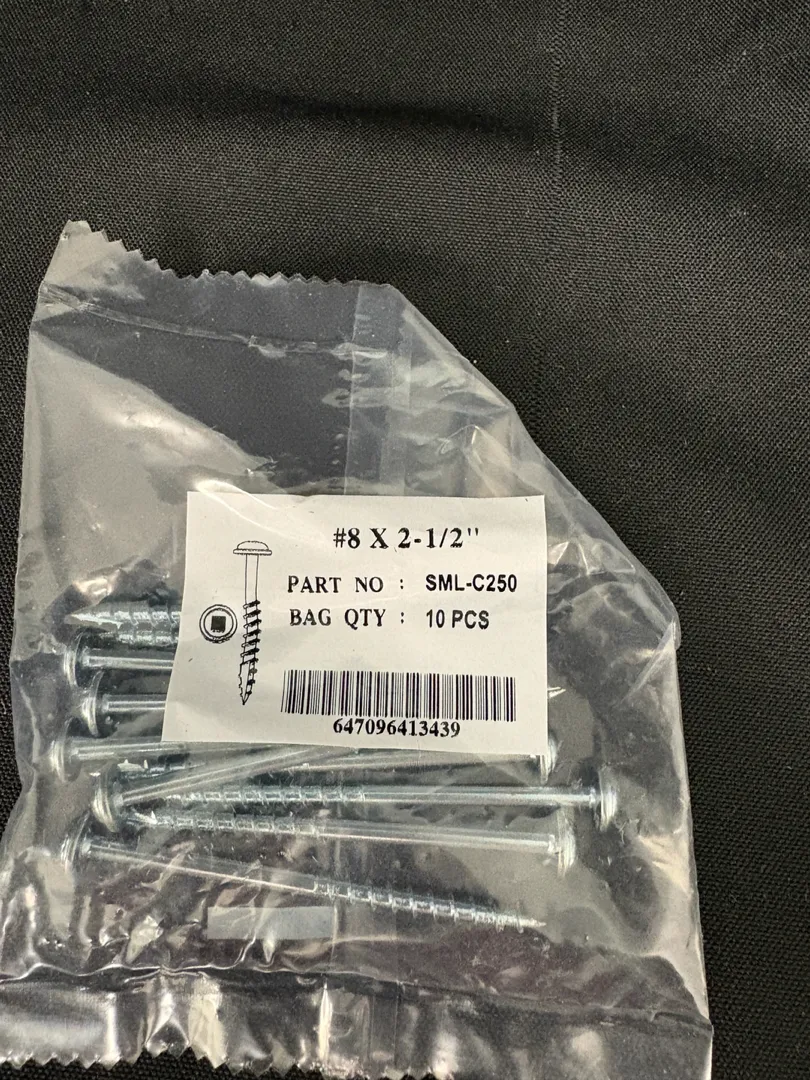 #8 X 2-1/2"
PART NO : SML-C250
BAG QTY : 10 PCS
647096413439